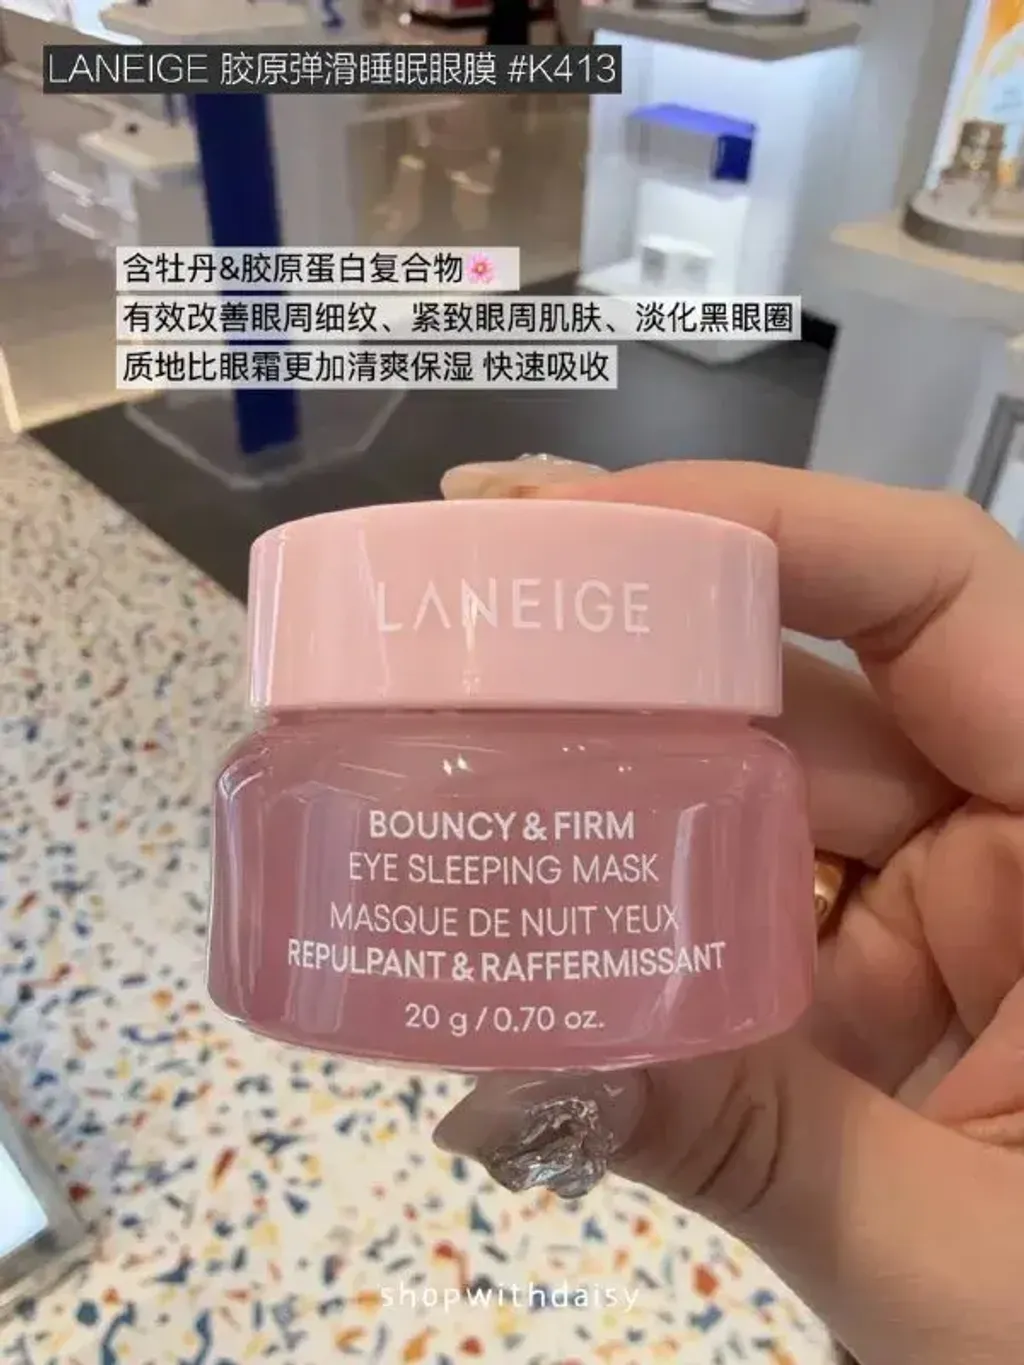 LANEIGE 胶原弹滑睡眠眼膜 #K413
含牡丹&胶原蛋白复合物🌸
有效改善眼周细纹、紧致眼周肌肤、淡化黑眼圈
质地比眼霜更加清爽保湿 快速吸收
LANEIGE
BOUNCY & FIRM
EYE SLEEPING MASK
MASQUE DE NUIT YEUX
REPULPANT & RAFFERMISSANT
20 g / 0.70 oz.
shopwithdaisy